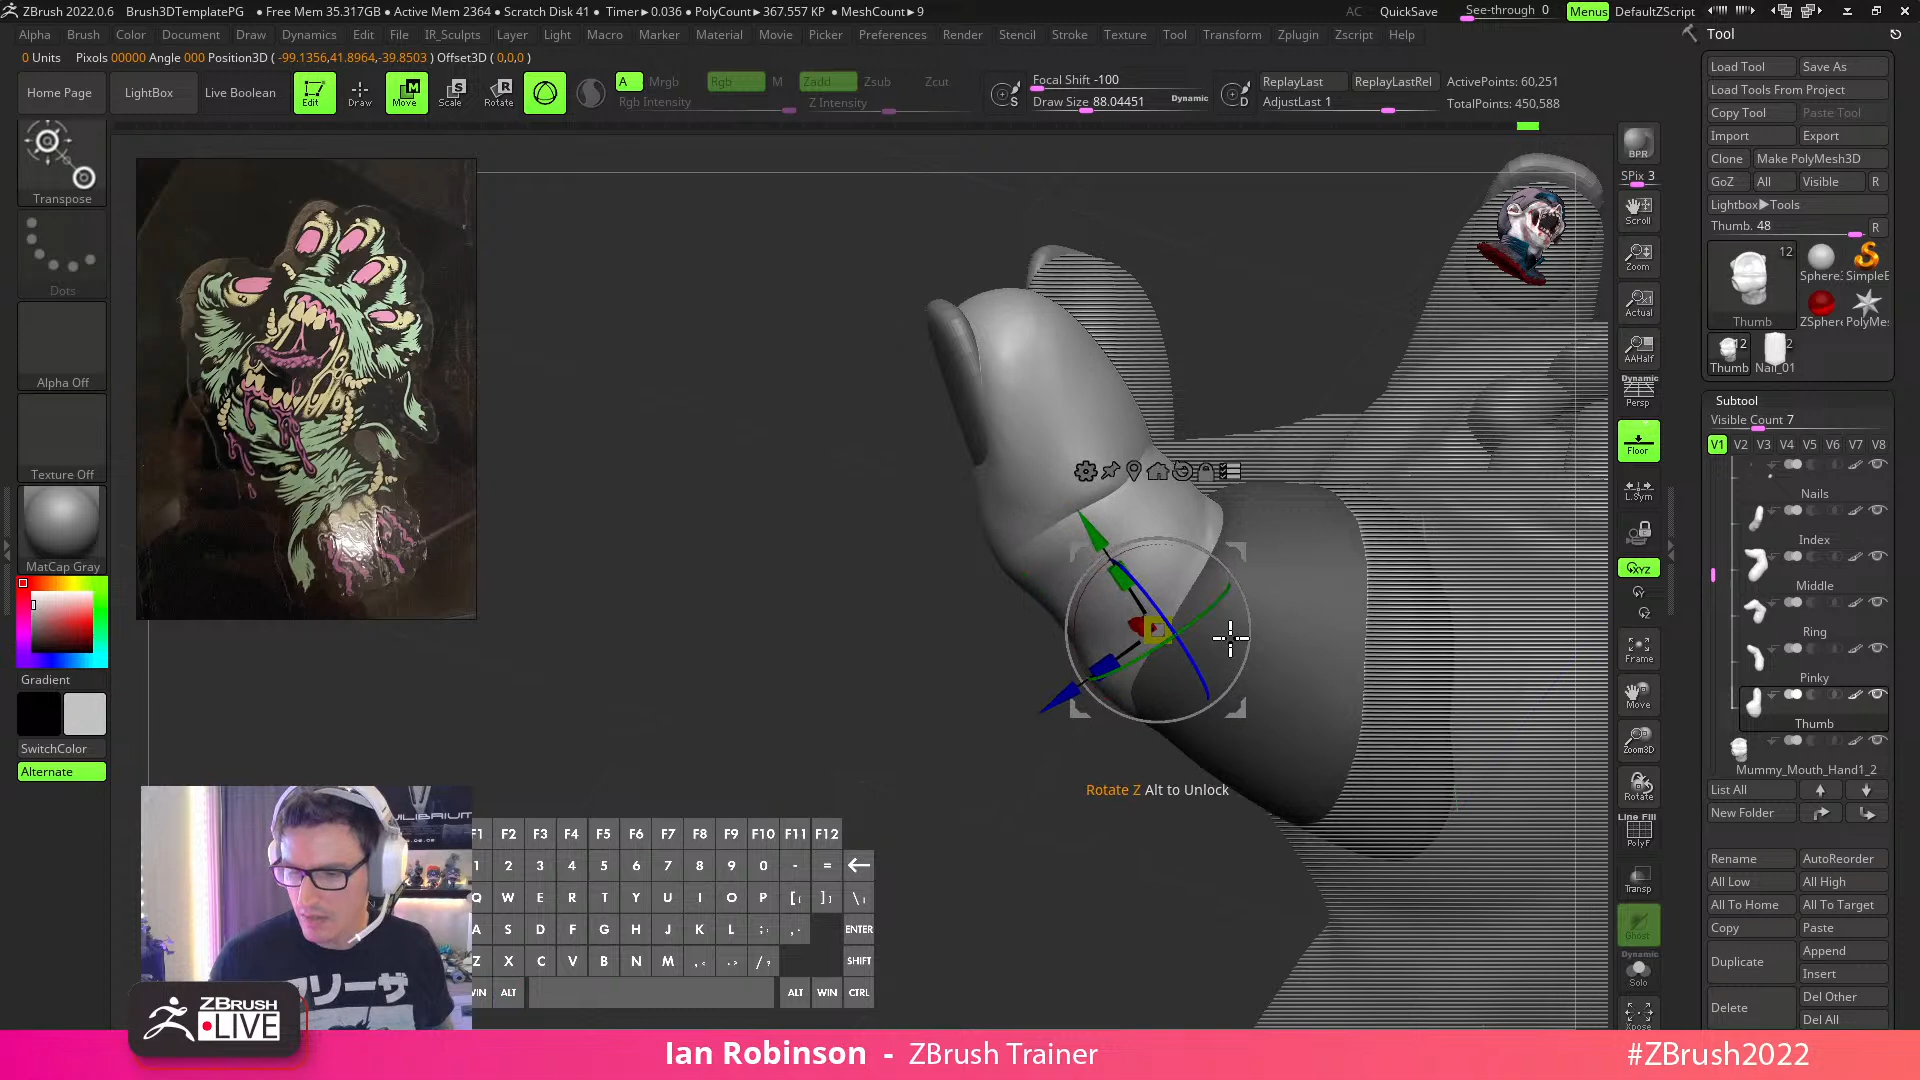 ZBrush 2022.0.6 Brush3DTemplatePG • Free Mem 35.317GB • Active Mem 2364 • Scratch Disk 41 • Timer▸0.036 • PolyCount▸367.557 KP • MeshCount▸9 AC QuickSave See-through 0 Menus DefaultZScript
Alpha Brush Color Document Draw Dynamics Edit File IR_Sculpts Layer Light Macro Marker Material Movie Picker Preferences Render Stencil Stroke Texture Tool Transform Zplugin Zscript Help
0 Units Pixols 00000 Angle 000 Position3D ( -99.1356,41.8964,-39.8503 ) Offset3D ( 0,0,0 )
Home Page LightBox Live Boolean Edit Draw Move Scale Rotate
A Mrgb Rgb M Zadd Zsub Zcut
Rgb Intensity Z Intensity
S Focal Shift -100
Draw Size 88.04451 Dynamic
D ReplayLast ReplayLastRel ActivePoints: 60,251
AdjustLast 1 TotalPoints: 450,588
Transpose
Dots
Alpha Off
Texture Off
MatCap Gray
Gradient
SwitchColor
Alternate
Rotate Z Alt to Unlock
F1 F2 F3 F4 F5 F6 F7 F8 F9 F10 F11 F12
1 2 3 4 5 6 7 8 9 0 - =
Q W E R T Y U I O P [ ] \
A S D F G H J K L ; ENTER
Z X C V B N M / SHIFT
WIN ALT ALT WIN CTRL
ZBRUSH
LIVE
BPR
SPix 3
Scroll
Zoom
Actual
AAHalf
Dynamic
Persp
Floor
L.Sym
XYZ
Frame
Move
Zoom3D
Rotate
Line Fill
PolyF
Transp
Ghost
Dynamic
Solo
Xpose
Tool
Load Tool Save As
Load Tools From Project
Copy Tool Paste Tool
Import Export
Clone Make PolyMesh3D
GoZ All Visible R
Lightbox▶Tools
Thumb. 48 R
12
Thumb
SimpleE
PolyMes
12
Thumb
Nail_01
Subtool
Visible Count 7
V1 V2 V3 V4 V5 V6 V7 V8
Nails
Index
Middle
Ring
Pinky
Thumb
Mummy_Mouth_Hand1_2
List All
New Folder
Rename AutoReorder
All Low All High
All To Home All To Target
Copy Paste
Duplicate Append
Insert
Delete Del Other
Del All
Ian Robinson - ZBrush Trainer
#ZBrush2022